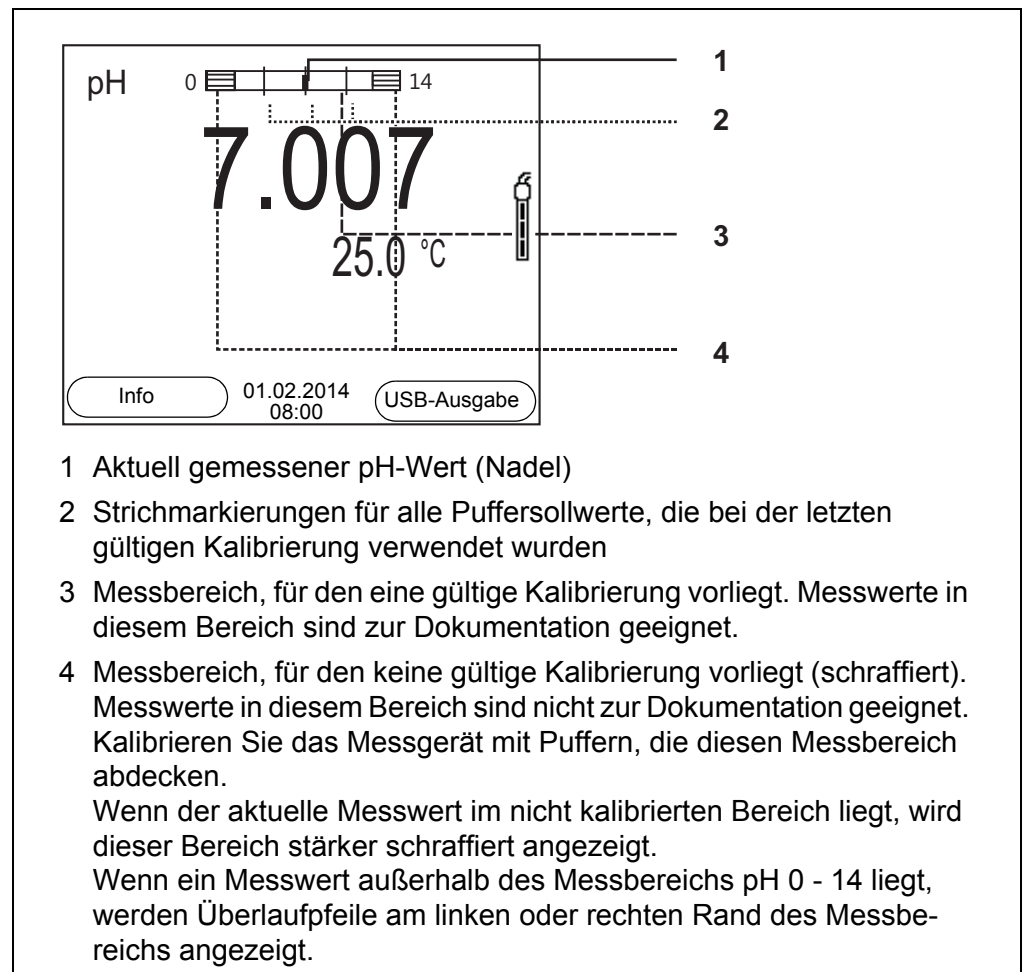 pH 0 14 1
2
7.007
3
25.0 °C
4
Info 01.02.2014 USB-Ausgabe
08:00
1 Aktuell gemessener pH-Wert (Nadel)
2 Strichmarkierungen für alle Puffersollwerte, die bei der letzten
gültigen Kalibrierung verwendet wurden
3 Messbereich, für den eine gültige Kalibrierung vorliegt. Messwerte in
diesem Bereich sind zur Dokumentation geeignet.
4 Messbereich, für den keine gültige Kalibrierung vorliegt (schraffiert).
Messwerte in diesem Bereich sind nicht zur Dokumentation geeignet.
Kalibrieren Sie das Messgerät mit Puffern, die diesen Messbereich
abdecken.
Wenn der aktuelle Messwert im nicht kalibrierten Bereich liegt, wird
dieser Bereich stärker schraffiert angezeigt.
Wenn ein Messwert außerhalb des Messbereichs pH 0 - 14 liegt,
werden Überlaufpfeile am linken oder rechten Rand des Messbe-
reichs angezeigt.